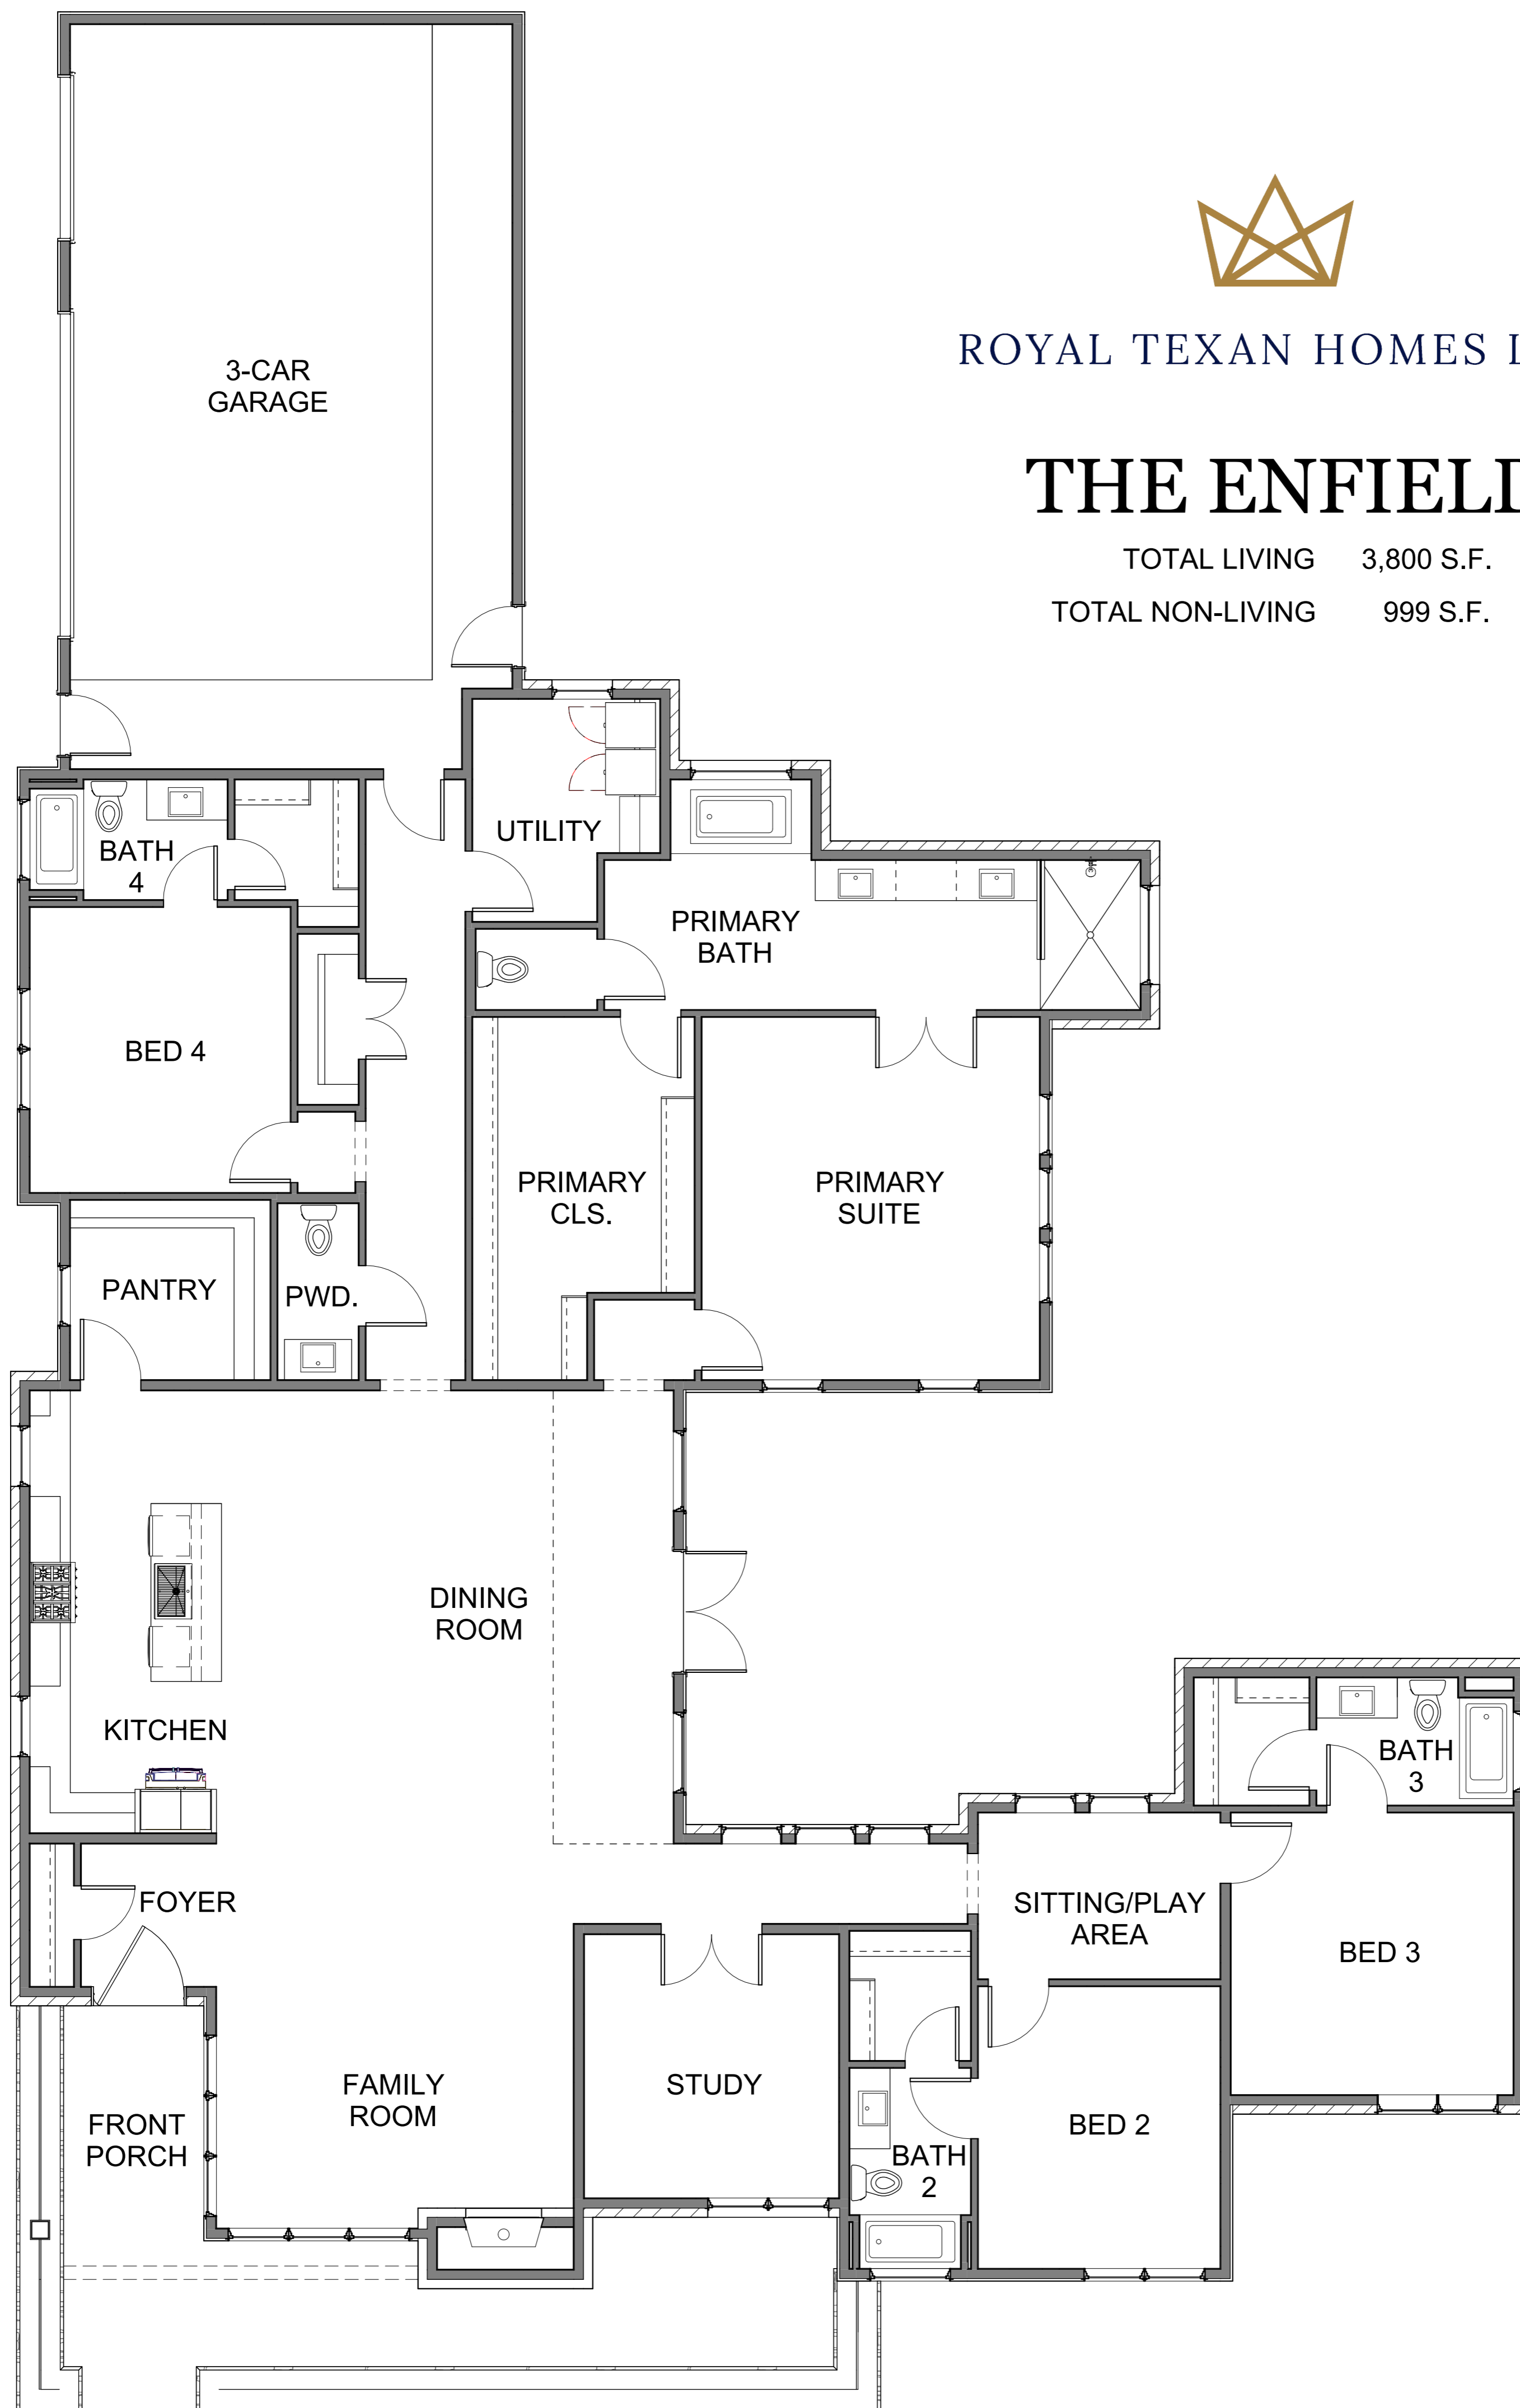 ROYAL TEXAN HOMES
THE ENFIELD
TOTAL LIVING 3,800 S.F.
TOTAL NON-LIVING 999 S.F.
3-CAR
GARAGE
UTILITY
BATH
4
PRIMARY
BATH
BED 4
PRIMARY
CLS.
PRIMARY
SUITE
PANTRY
PWD.
DINING
ROOM
KITCHEN
BATH
3
FOYER
SITTING/PLAY
AREA
BED 3
FAMILY
ROOM
STUDY
FRONT
PORCH
BED 2
BATH
2